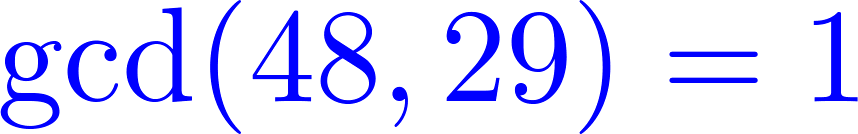 gcd(48, 29) = 1